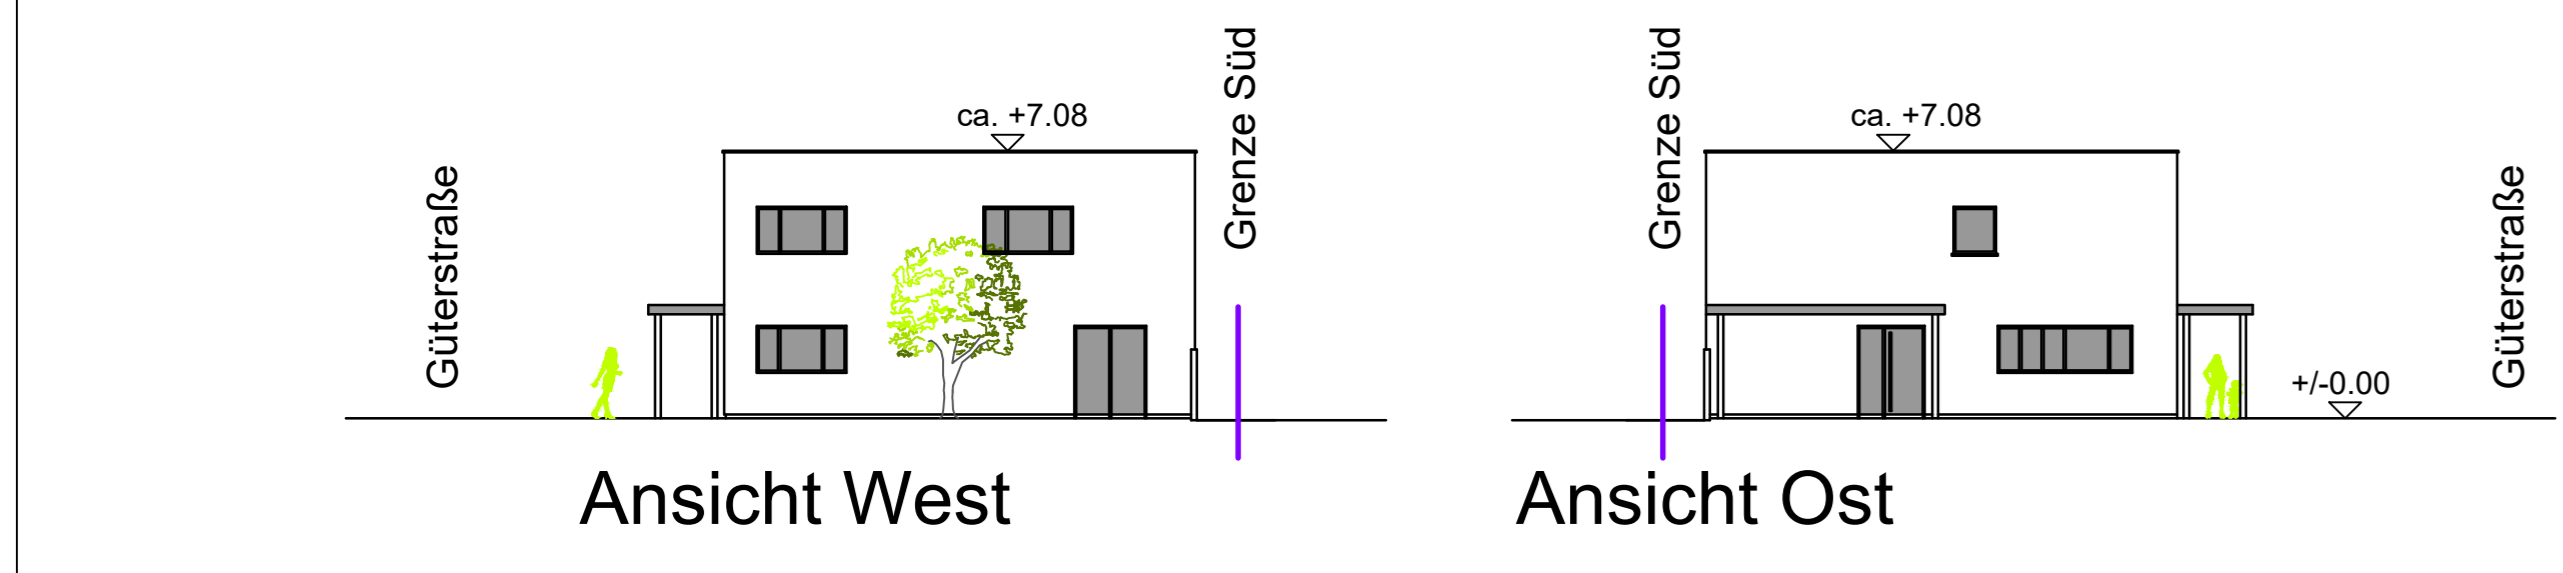 Güterstraße
ca. +7.08
Grenze Süd
Ansicht West
Grenze Süd
ca. +7.08
+/-0.00
Güterstraße
Ansicht Ost